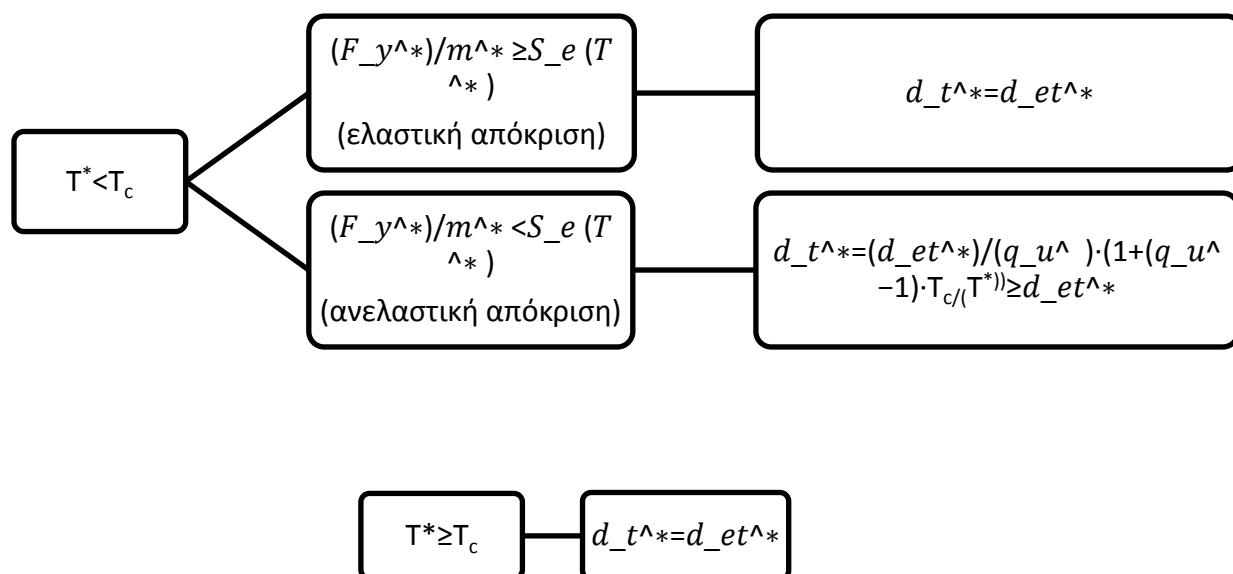 (F_y^∗)/m^∗ ≥S_e (T
^∗ )
(ελαστική απόκριση)
d_t^∗=d_et^∗
T*<Tc
(F_y^∗)/m^∗ <S_e (T
^∗ )
(ανελαστική απόκριση)
d_t^∗=(d_et^∗)/(q_u^ )·(1+(q_u^
−1)·Tc/(T*))≥d_et^∗
T*≥Tc
d_t^∗=d_et^∗